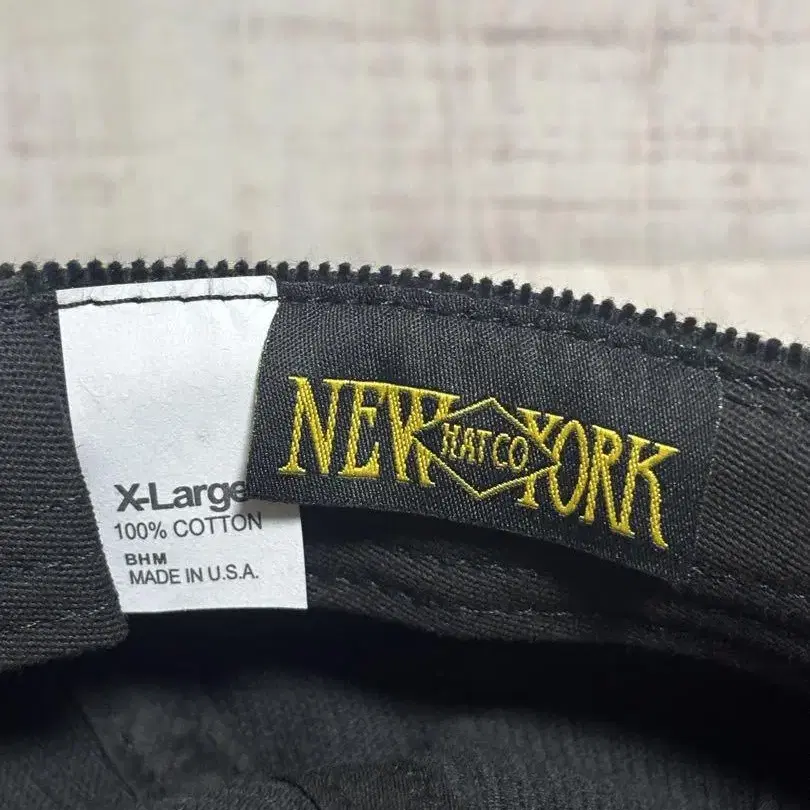 X-Large
100% COTTON
BHM
MADE IN U.S.A.
NEW HAT CO YORK